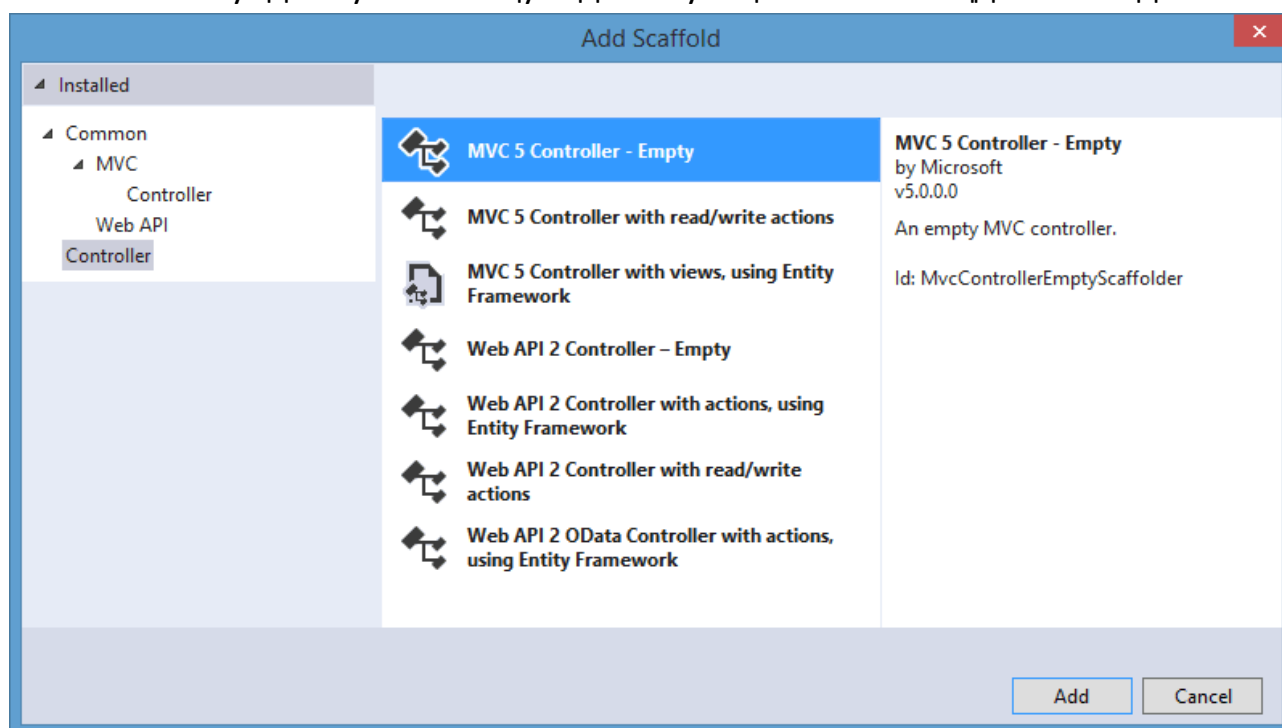 Add Scaffold
Installed
Common
MVC
Controller
Web API
Controller
MVC 5 Controller - Empty
MVC 5 Controller with read/write actions
MVC 5 Controller with views, using Entity
Framework
Web API 2 Controller – Empty
Web API 2 Controller with actions, using
Entity Framework
Web API 2 Controller with read/write
actions
Web API 2 OData Controller with actions,
using Entity Framework
MVC 5 Controller - Empty
by Microsoft
v5.0.0.0
An empty MVC controller.
Id: MvcControllerEmptyScaffolder
Add
Cancel